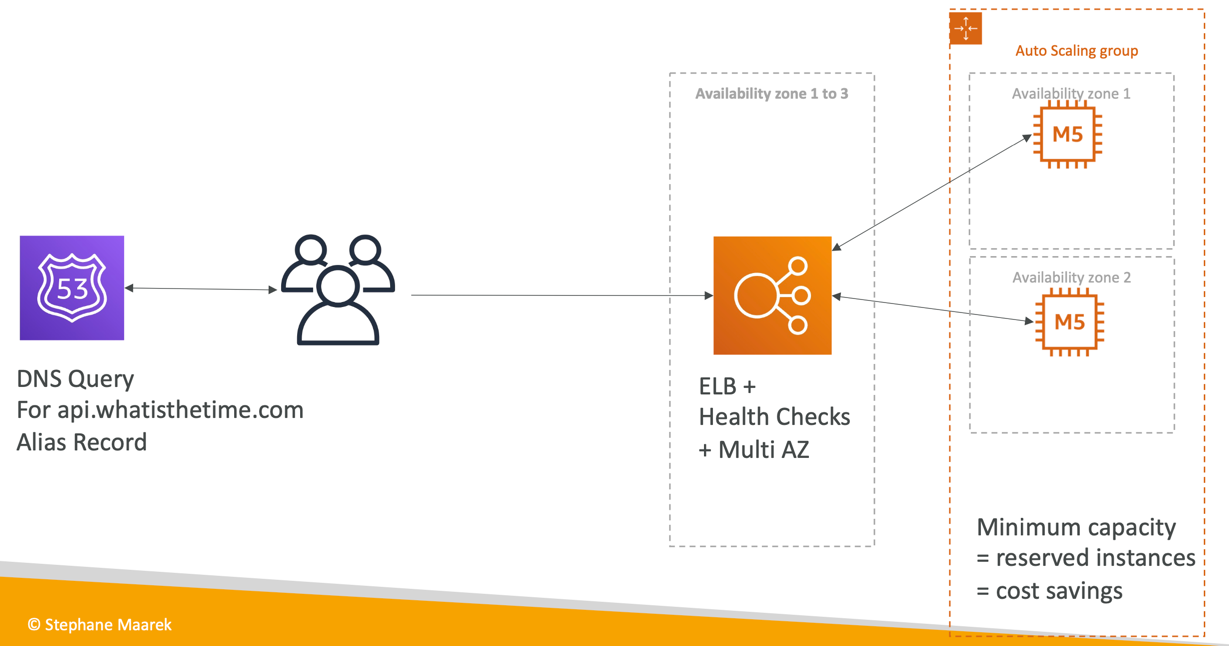 Auto Scaling group
Availability zone 1 to 3
Availability zone 1
M5
53
Availability zone 2
M5
DNS Query
For api.whatisthetime.com
Alias Record
ELB +
Health Checks
+ Multi AZ
Minimum capacity
= reserved instances
= cost savings
© Stephane Maarek